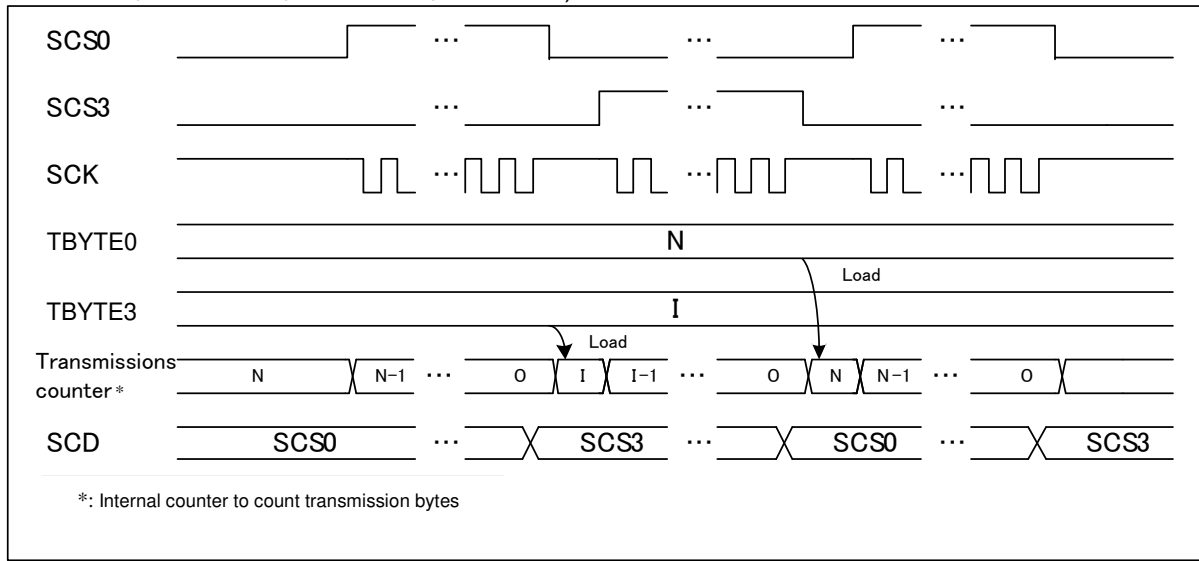 SCS0 ... ... ...
SCS3 ... ... ...
SCK ... ... ...
TBYTE0 N
Load
TBYTE3 I
Load
Transmissions
counter* N N-1 ... 0 I I-1 ... 0 N N-1 ... 0
SCD SCS0 ... SCS3 ... SCS0 ... SCS3
*: Internal counter to count transmission bytes